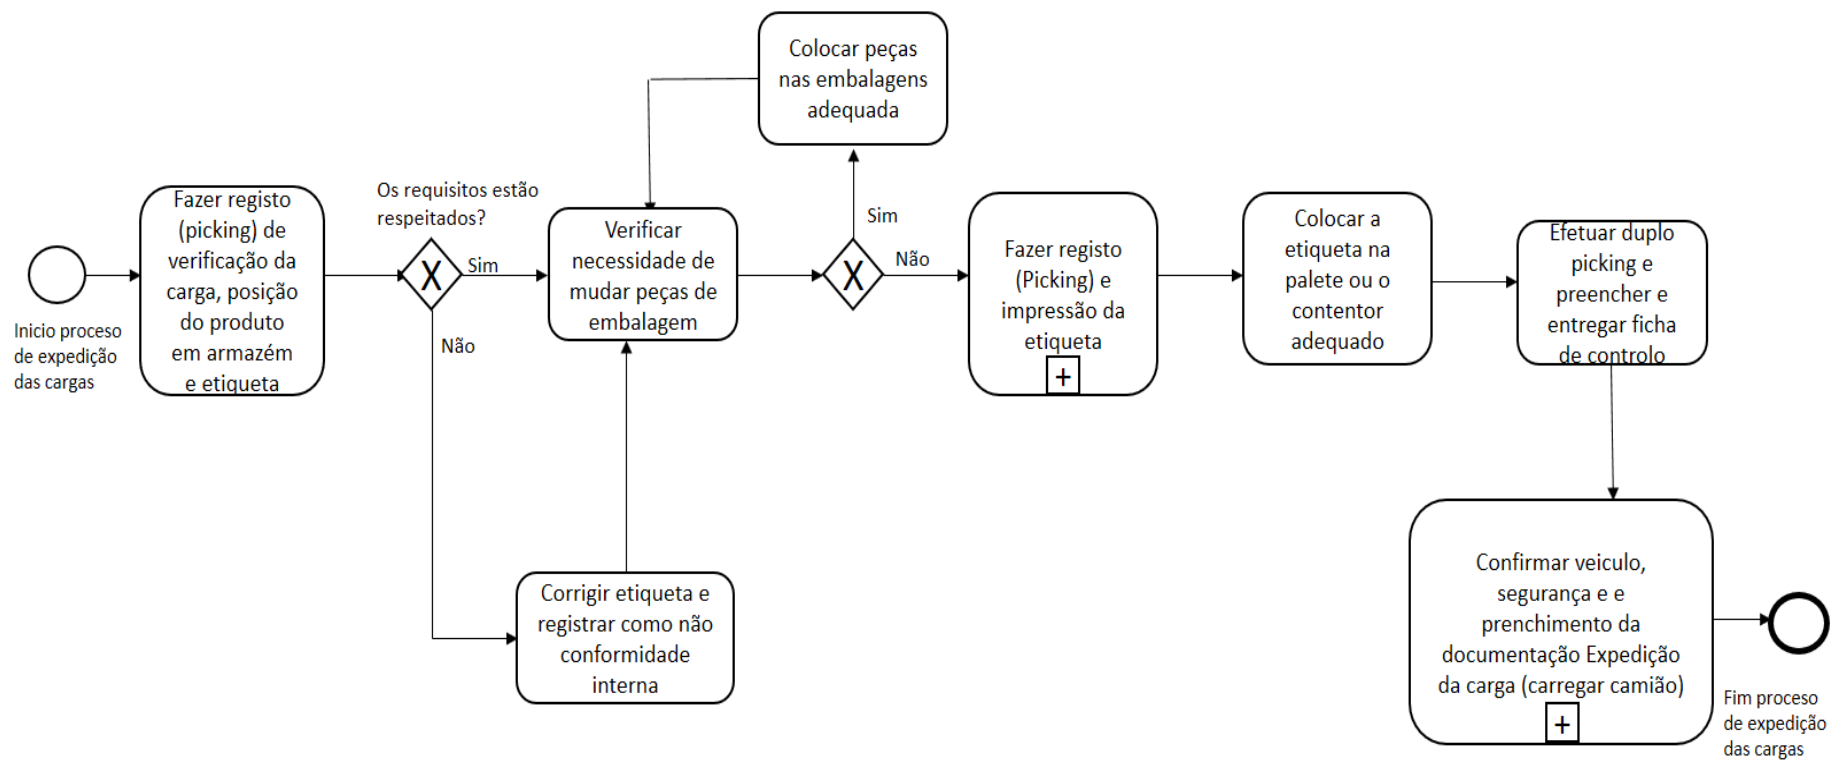 Colocar peças
nas embalagens
adequada
Os requisitos estão
respeitados?
Fazer registo
(picking) de
verificação da
carga, posição
do produto
em armazém
e etiqueta
X
Sim
Não
Verificar
necessidade de
mudar peças de
embalagem
X
Sim
Não
Fazer registo
(Picking) e
impressão da
etiqueta
+
Colocar a
etiqueta na
palete ou o
contentor
adequado
Efetuar duplo
picking e
preencher e
entregar ficha
de controlo
Inicio proceso
de expedição
das cargas
Corrigir etiqueta e
registrar como não
conformidade
interna
Confirmar veiculo,
segurança e e
prenchimento da
documentação Expedição
da carga (carregar camião)
+
Fim proceso
de expedição
das cargas